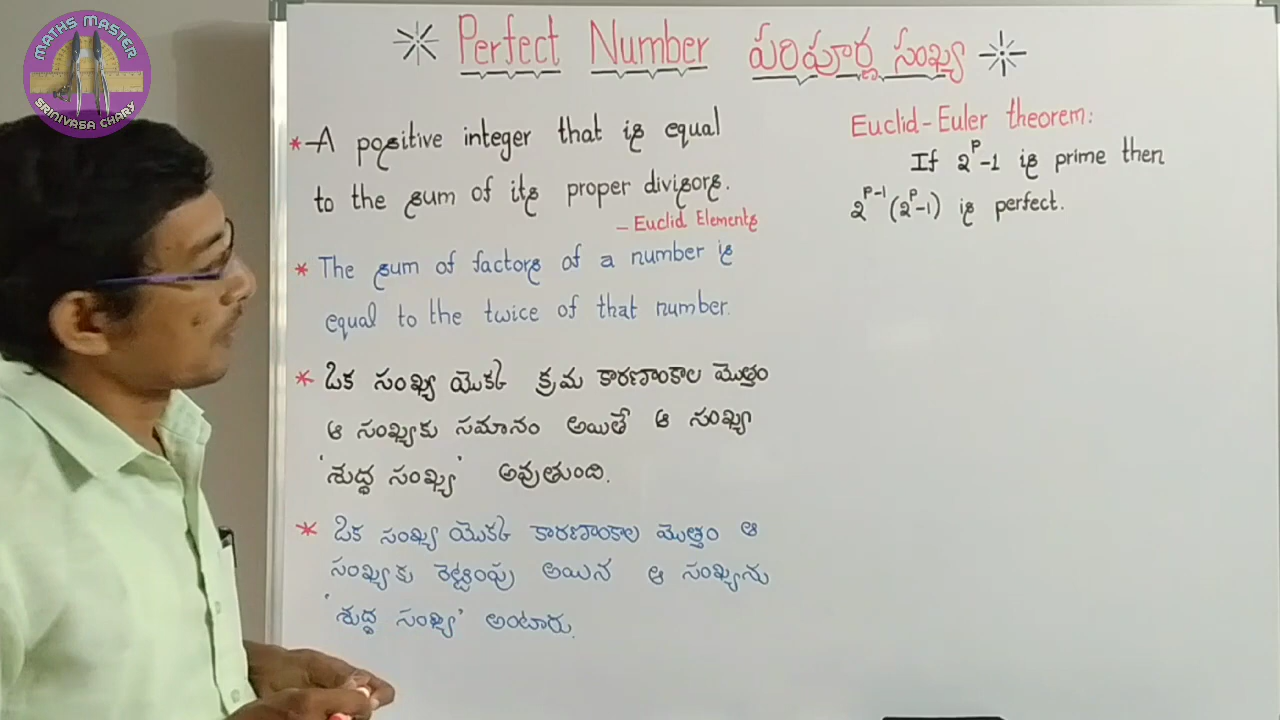 MATHS MASTER
SRINIVASA CHARY
Perfect Number పరిపూర్ణ సంఖ్య
* A positive integer that is equal
to the sum of its proper divisors.
- Euclid Elements
* The sum of factors of a number is
equal to the twice of that number.
* ఒక సంఖ్య యొక్క క్రమ కారణాంకాల మొత్తం
ఆ సంఖ్యకు సమానం అయితే ఆ సంఖ్య
'శుద్ధ సంఖ్య' అవుతుంది.
* ఒక సంఖ్య యొక్క కారణాంకాల మొత్తం ఆ
సంఖ్యకు రెట్టింపు అయిన ఆ సంఖ్యను
'శుద్ధ సంఖ్య' అంటారు.
Euclid-Euler theorem:
If 2^p-1 is prime then
2^p-1 (2^p-1) is perfect.